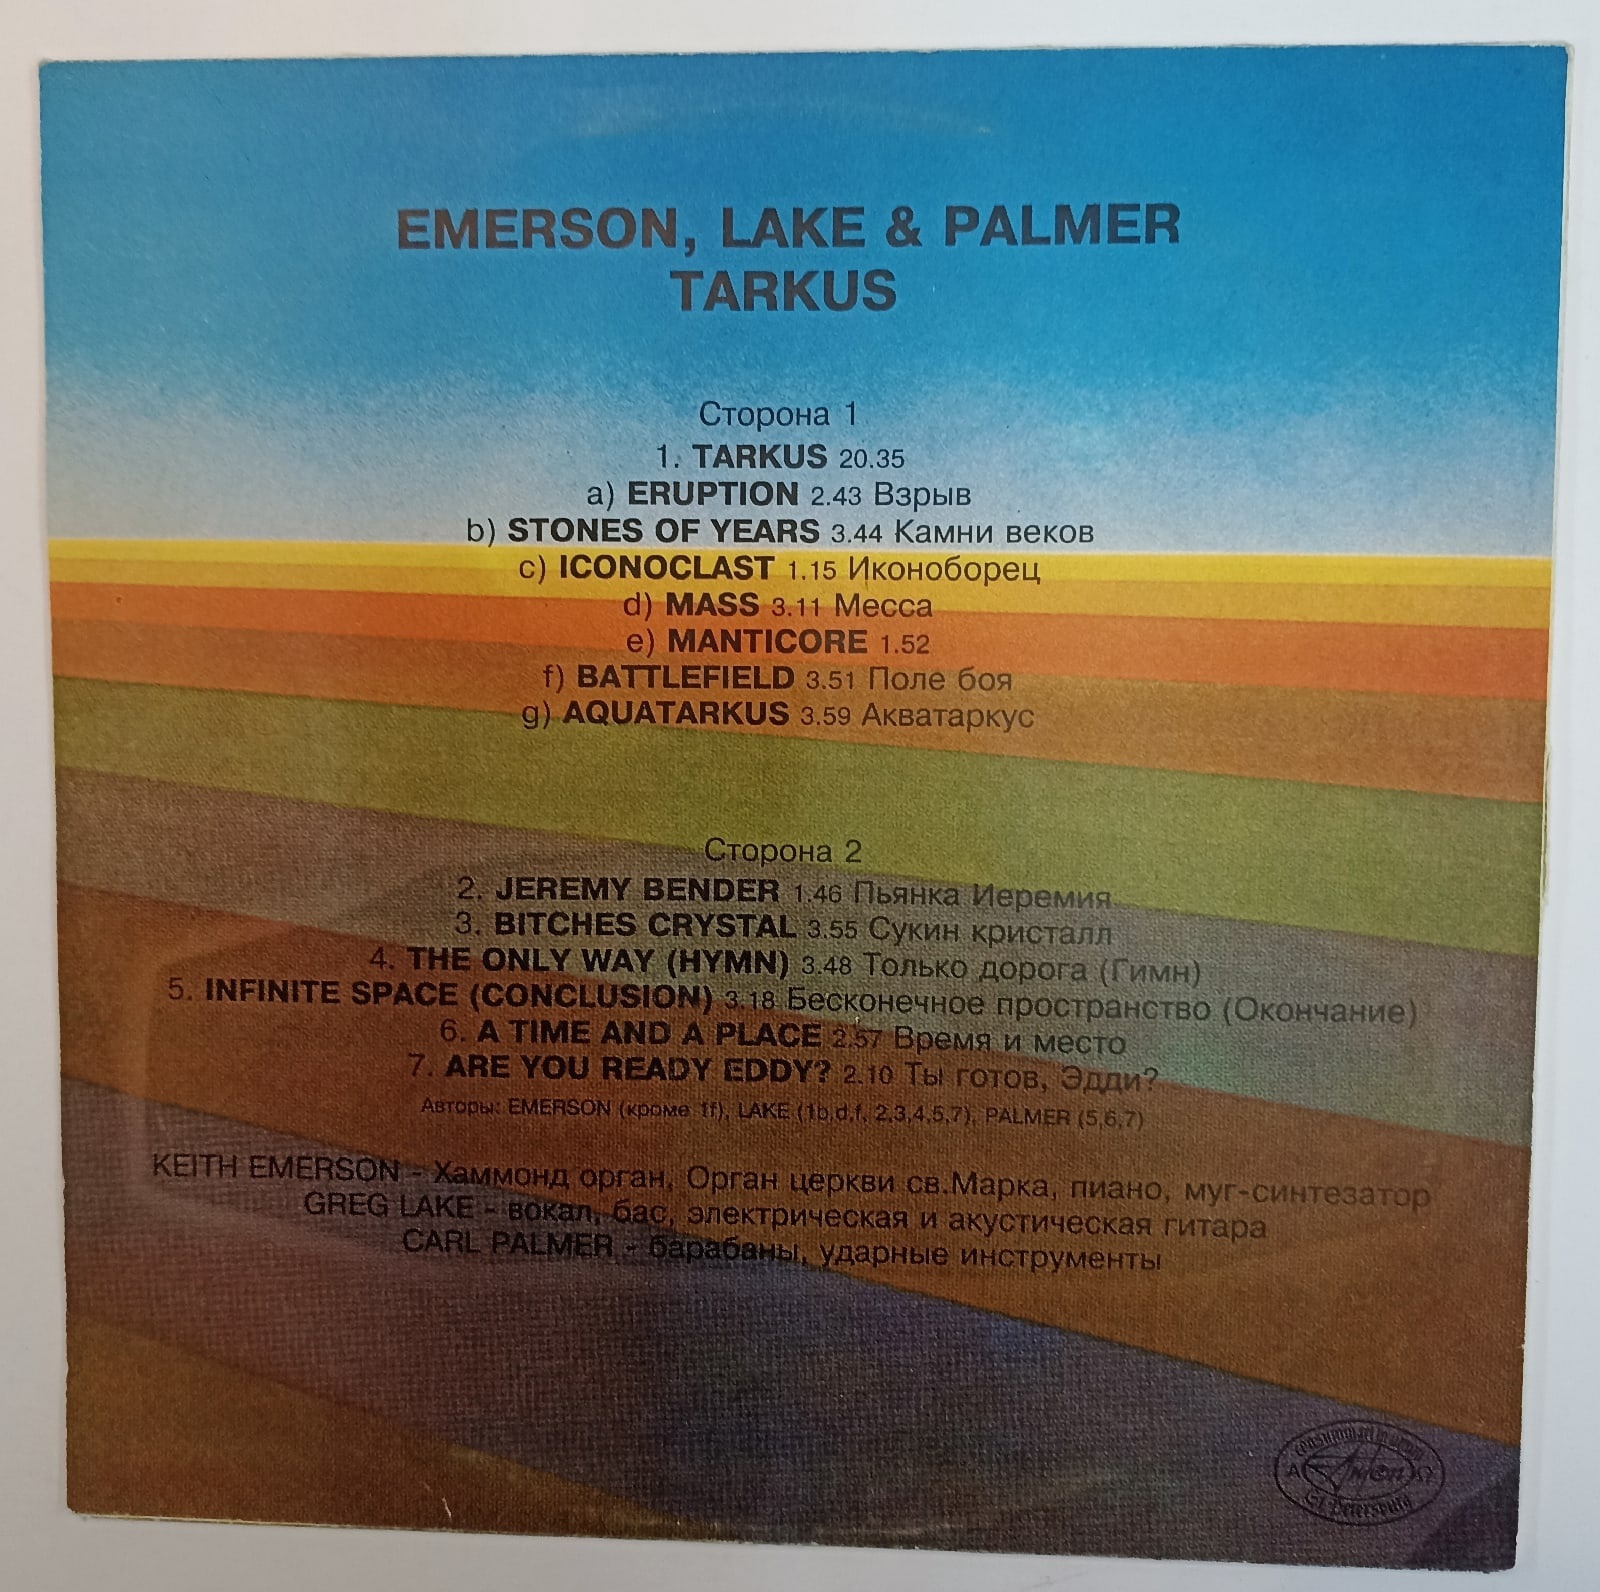 EMERSON, LAKE & PALMER
TARKUS
Сторона 1
1. TARKUS 20.35
a) ERUPTION 2.43 Взрыв
b) STONES OF YEARS 3.44 Камни веков
c) ICONOCLAST 1.15 Иконоборец
d) MASS 3.11 Месса
e) MANTICORE 1.52
f) BATTLEFIELD 3.51 Поле боя
g) AQUATARKUS 3.59 Акватаркус
Сторона 2
2. JEREMY BENDER 1.46 Пьянка Иеремия
3. BITCHES CRYSTAL 3.55 Сукин кристалл
4. THE ONLY WAY (HYMN) 3.48 Только дорога (Гимн)
5. INFINITE SPACE (CONCLUSION) 3.18 Бесконечное пространство (Окончание)
6. A TIME AND A PLACE 2.57 Время и место
7. ARE YOU READY EDDY? 2.10 Ты готов, Эдди?
Авторы: EMERSON (кроме 1f), LAKE (1b,d,f, 2,3,4,5,7), PALMER (5,6,7)
KEITH EMERSON - Хаммонд орган, Орган церкви св.Марка, пиано, муг-синтезатор
GREG LAKE - вокал, бас, электрическая и акустическая гитара
CARL PALMER - барабаны, ударные инструменты
A Ω
St. Petersburg